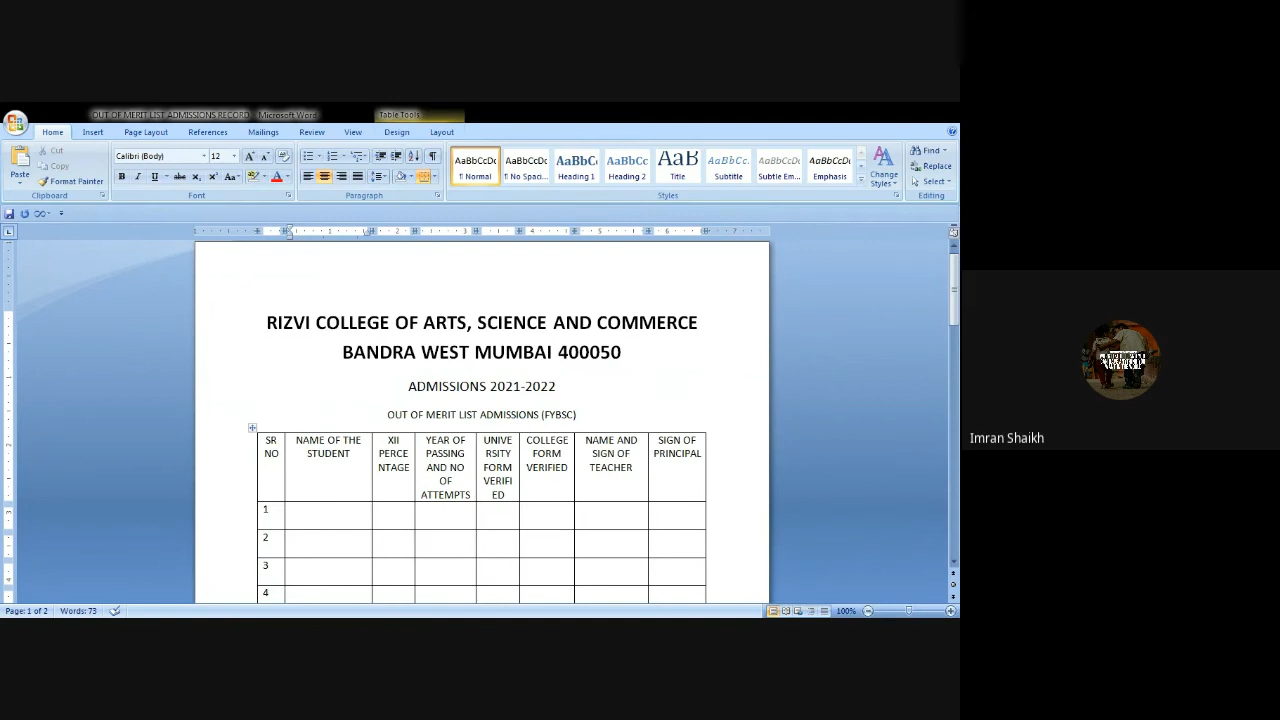 OUT OF MERIT LIST ADMISSIONS RECORD - Microsoft Word
Table Tools
Home Insert Page Layout References Mailings Review View Design Layout
Paste
Cut
Copy
Format Painter
Clipboard
Calibri (Body) 12
Font
Paragraph
AaBbCcDc AaBbCcDc AaBbC AaBbCc AaB AaBbCc. AaBbCcDt AaBbCcDt
¶ Normal ¶ No Spaci... Heading 1 Heading 2 Title Subtitle Subtle Em... Emphasis
Change Styles
Styles
Find
Replace
Select
Editing
RIZVI COLLEGE OF ARTS, SCIENCE AND COMMERCE
BANDRA WEST MUMBAI 400050
ADMISSIONS 2021-2022
OUT OF MERIT LIST ADMISSIONS (FYBSC)
SR
NO
NAME OF THE
STUDENT
XII
PERCE
NTAGE
YEAR OF
PASSING
AND NO
OF
ATTEMPTS
UNIVE
RSITY
FORM
VERIFI
ED
COLLEGE
FORM
VERIFIED
NAME AND
SIGN OF
TEACHER
SIGN OF
PRINCIPAL
1
2
3
4
Page: 1 of 2 Words: 73 100%
Imran Shaikh